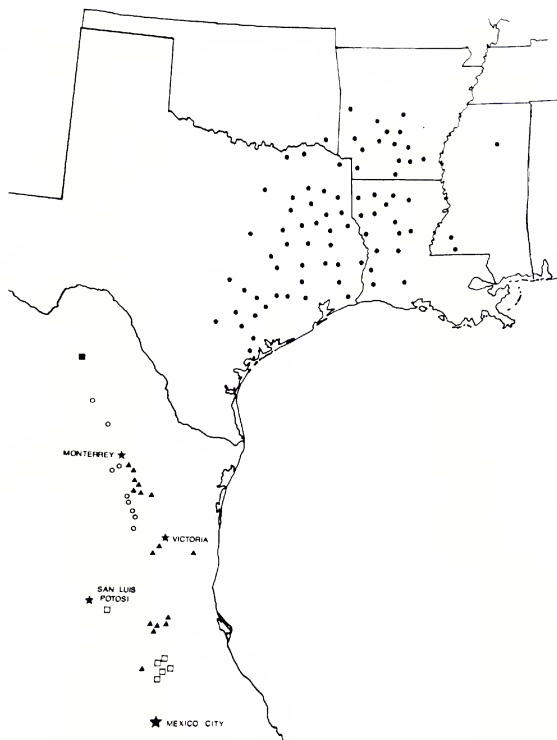 MONTERREY
VICTORIA
SAN LUIS
POTOSI
MEXICO CITY